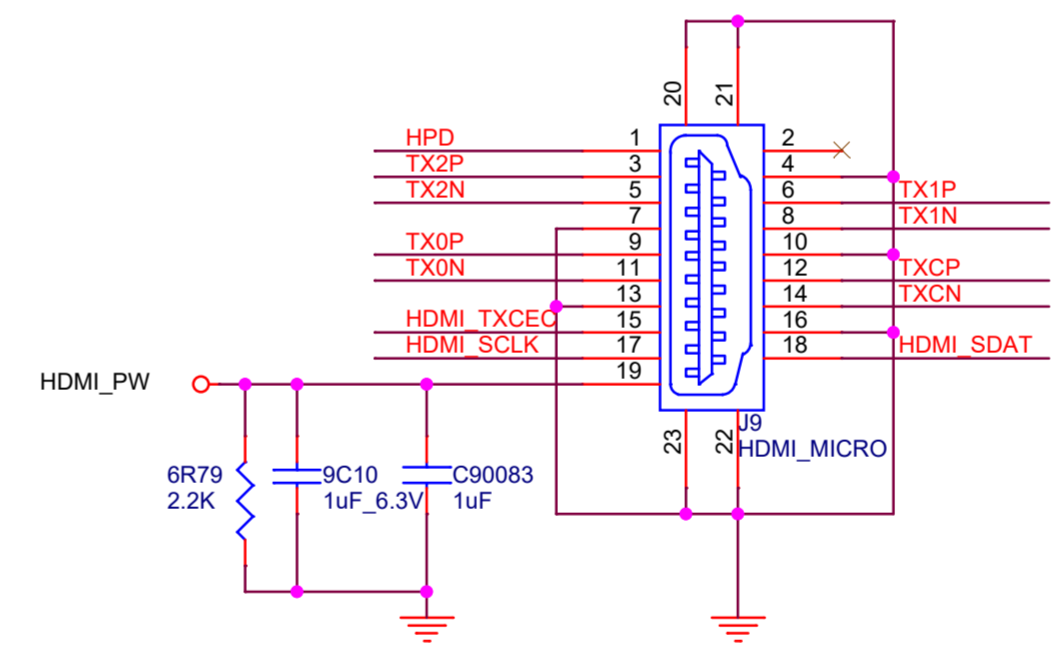 20 21
HPD 1 2
TX2P 3 4
TX2N 5 6 TX1P
7 8 TX1N
TX0P 9 10
TX0N 11 12 TXCP
13 14 TXCN
HDMI_TXCEC 15 16
HDMI_SCLK 17 18 HDMI_SDAT
19
HDMI_PW
23 22 J9
HDMI_MICRO
6R79 9C10 C90083
2.2K 1uF_6.3V 1uF